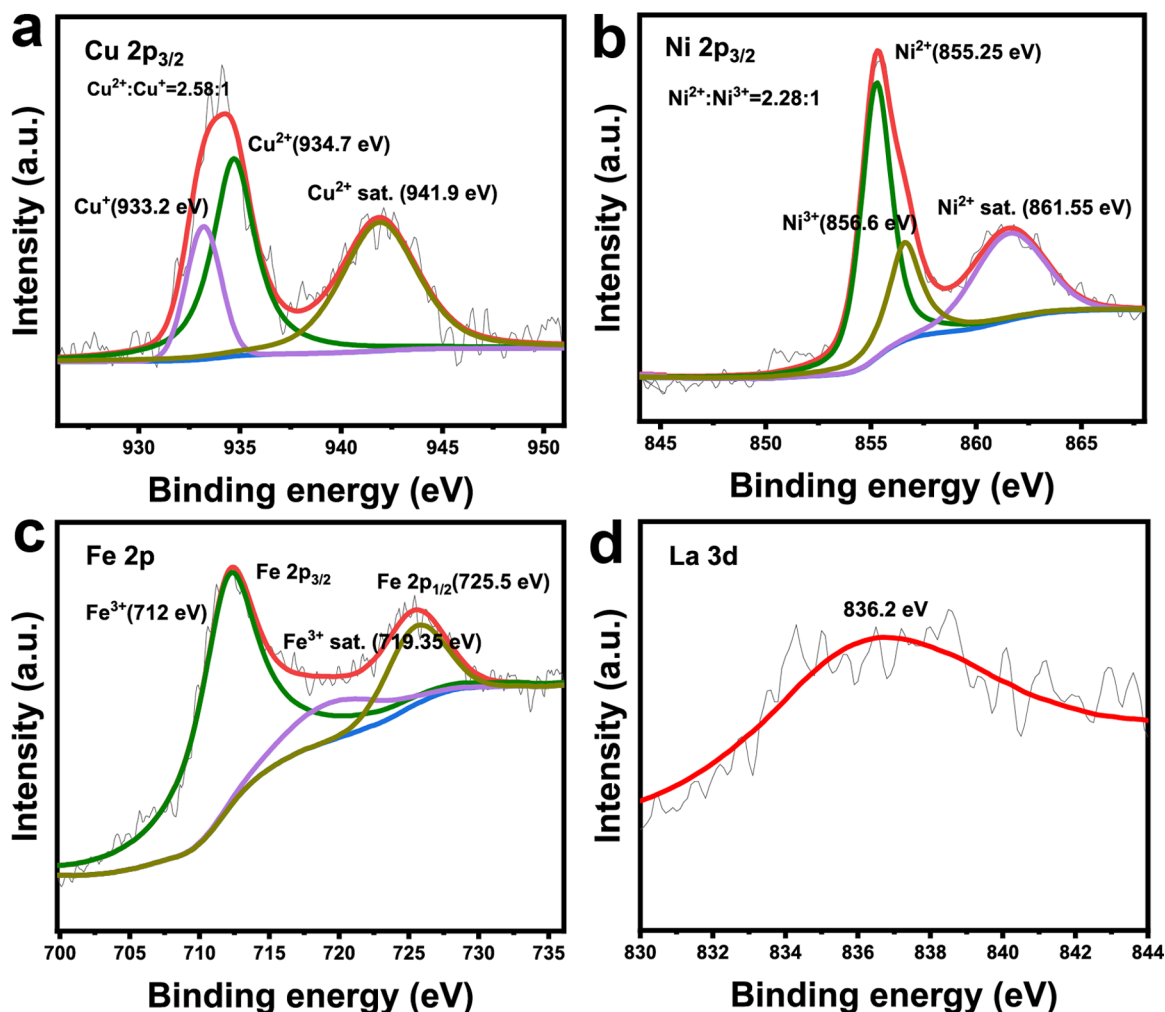 a
Cu 2p3/2
Cu²⁺:Cu⁺=2.58:1
Cu²⁺(934.7 eV)
Cu⁺(933.2 eV)
Cu²⁺ sat. (941.9 eV)
Intensity (a.u.)
930 935 940 945 950
Binding energy (eV)
b
Ni 2p3/2
Ni²⁺(855.25 eV)
Ni²⁺:Ni³⁺=2.28:1
Ni³⁺(856.6 eV)
Ni²⁺ sat. (861.55 eV)
Intensity (a.u.)
845 850 855 860 865
Binding energy (eV)
c
Fe 2p
Fe 2p3/2
Fe 2p1/2(725.5 eV)
Fe³⁺(712 eV)
Fe³⁺ sat. (719.35 eV)
Intensity (a.u.)
700 705 710 715 720 725 730 735
Binding energy (eV)
d
La 3d
836.2 eV
Intensity (a.u.)
830 832 834 836 838 840 842 844
Binding energy (eV)